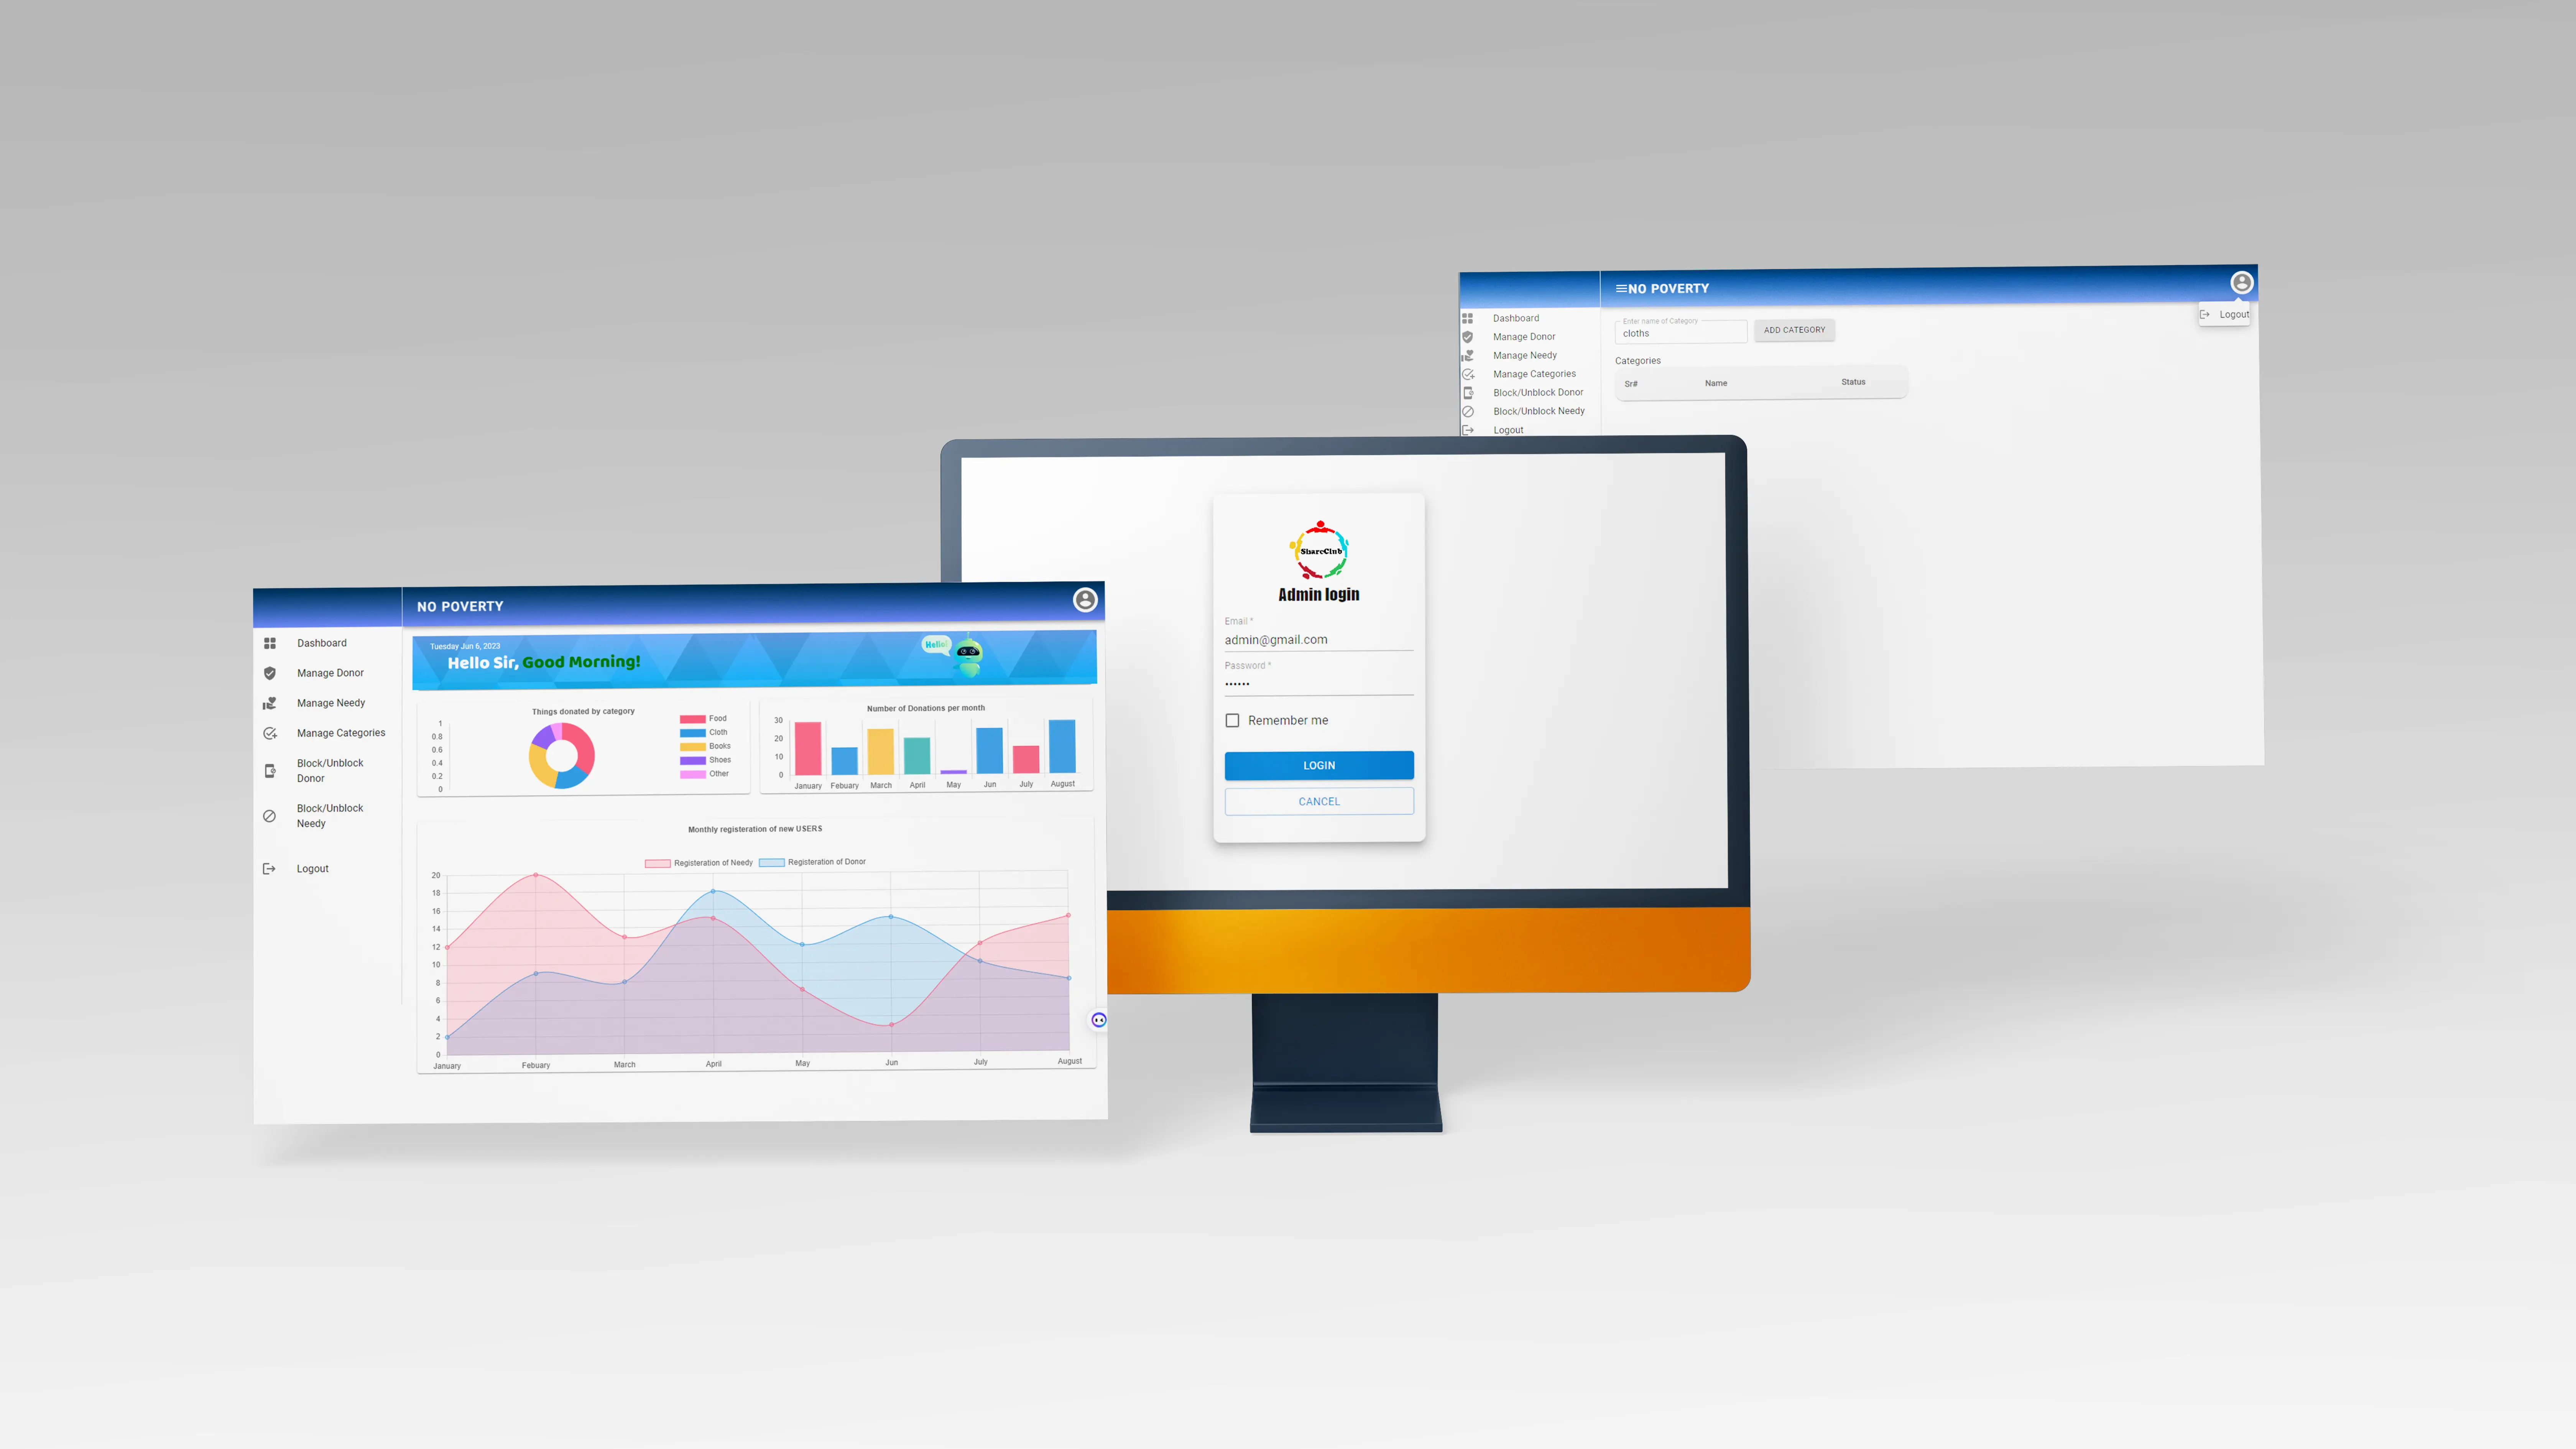 NO POVERTY
Dashboard
Manage Donor
Manage Needy
Manage Categories
Block/Unblock Donor
Block/Unblock Needy
Logout
Enter name of Category
cloths
ADD CATEGORY
Categories
Sr# Name Status
Logout
ShareClub
Admin login
Email *
admin@gmail.com
Password *
••••••
Remember me
LOGIN
CANCEL
NO POVERTY
Dashboard
Manage Donor
Manage Needy
Manage Categories
Block/Unblock
Donor
Block/Unblock
Needy
Logout
Tuesday Jun 6, 2023
Hello Sir, Good Morning!
Hello!
Things donated by category
1
0.8
0.6
0.4
0.2
0
Food
Cloth
Books
Shoes
Other
Number of Donations per month
30
20
10
0
January Febuary March April May Jun July August
Monthly registeration of new USERS
Registeration of Needy Registeration of Donor
20
18
16
14
12
10
8
6
4
2
0
January Febuary March April May Jun July August